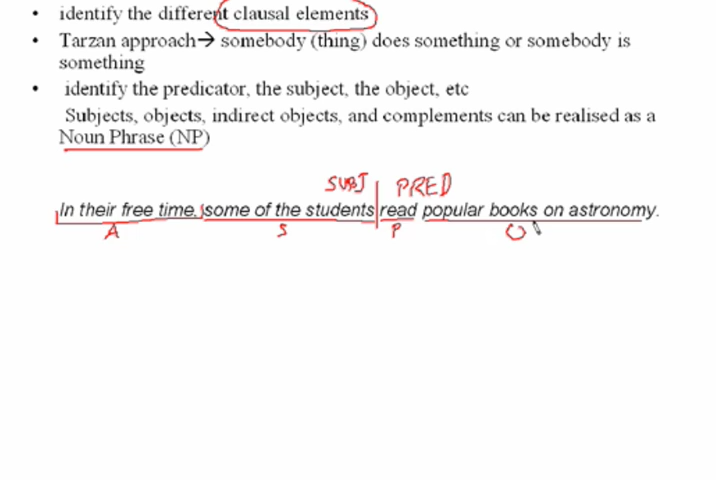 • identify the different clausal elements
• Tarzan approach→ somebody (thing) does something or somebody is
something
• identify the predicator, the subject, the object, etc
Subjects, objects, indirect objects, and complements can be realised as a
Noun Phrase (NP)
SUBJ | PRED
In their free time, some of the students read popular books on astronomy.
A S P O